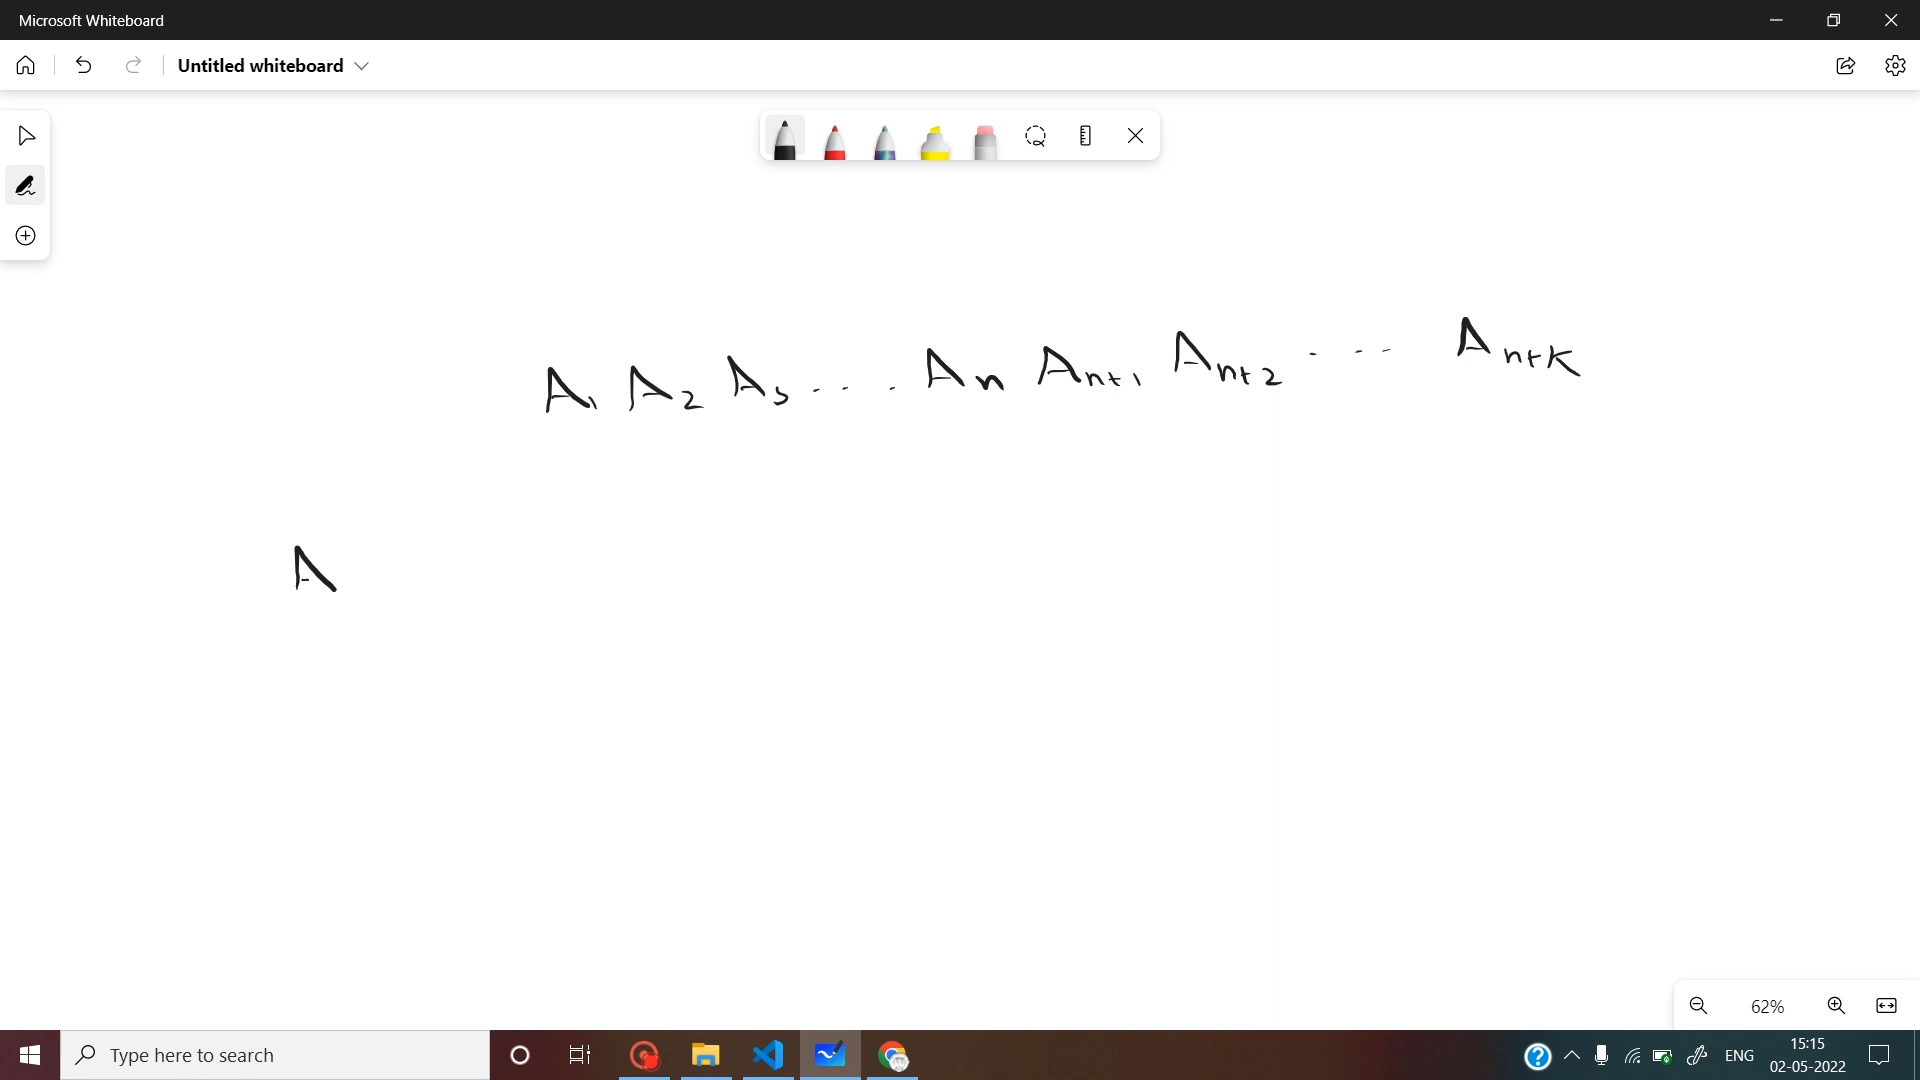 Microsoft Whiteboard
Untitled whiteboard
A₁ A₂ A₃ .... Aₙ Aₙ₊₁ Aₙ₊₂ .... Aₙ₊ₖ
A
62%
Type here to search
ENG
15:15
02-05-2022